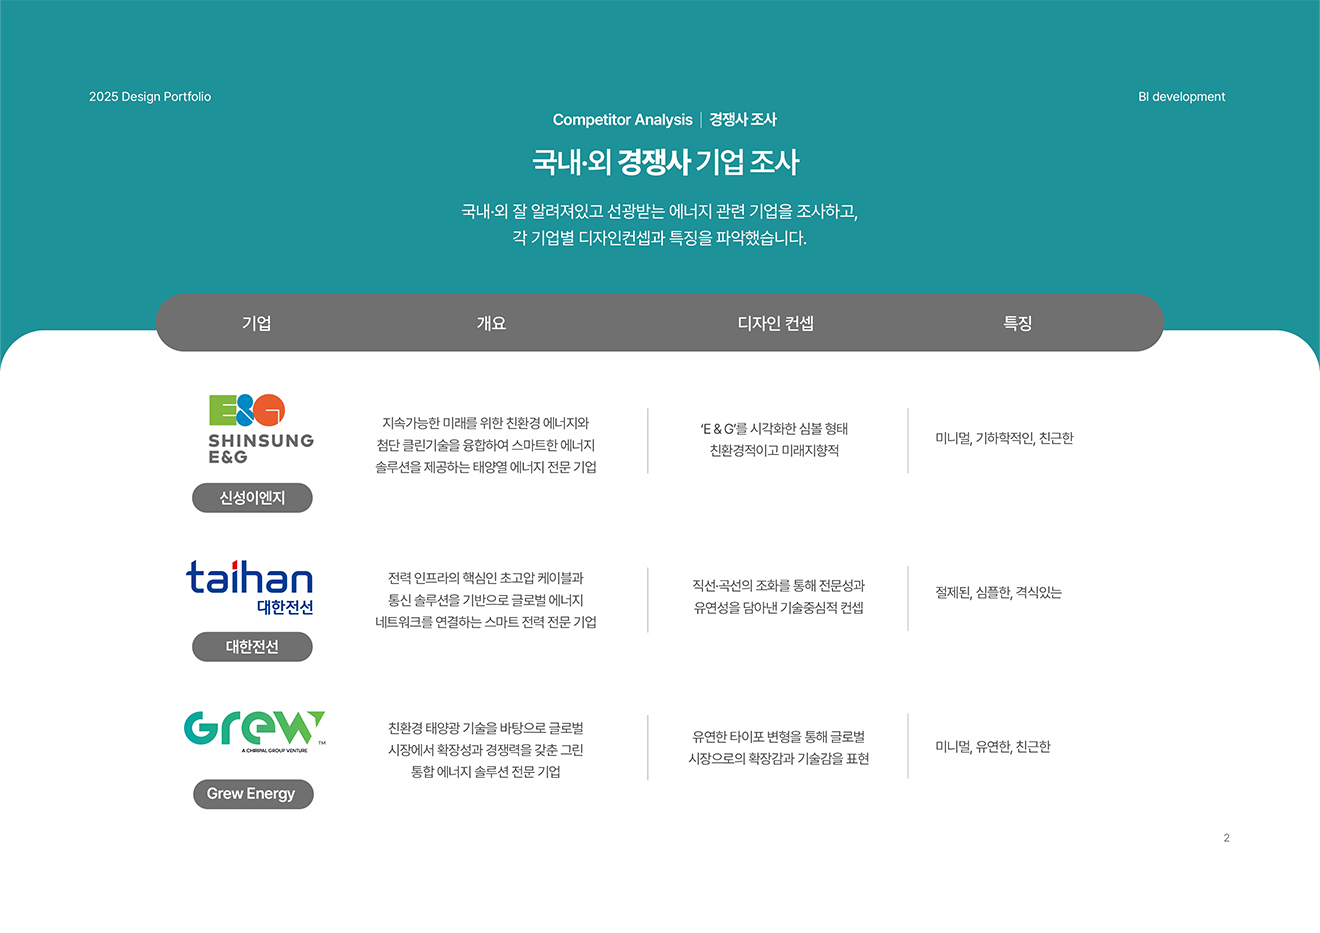 2025 Design Portfolio
BI development
Competitor Analysis | 경쟁사 조사
국내·외 경쟁사 기업 조사
국내·외 잘 알려져있고 선광받는 에너지 관련 기업을 조사하고,
각 기업별 디자인컨셉과 특징을 파악했습니다.
기업
개요
디자인 컨셉
특징
E&G
SHINSUNG
E&G
신성이엔지
지속가능한 미래를 위한 친환경 에너지와
첨단 클린기술을 융합하여 스마트한 에너지
솔루션을 제공하는 태양열 에너지 전문 기업
‘E & G’를 시각화한 심볼 형태
친환경적이고 미래지향적
미니멀, 기하학적인, 친근한
taihan
대한전선
대한전선
전력 인프라의 핵심인 초고압 케이블과
통신 솔루션을 기반으로 글로벌 에너지
네트워크를 연결하는 스마트 전력 전문 기업
직선·곡선의 조화를 통해 전문성과
유연성을 담아낸 기술중심적 컨셉
절제된, 심플한, 격식있는
Grew
TM
A CHIRIPAL GROUP VENTURE
Grew Energy
친환경 태양광 기술을 바탕으로 글로벌
시장에서 확장성과 경쟁력을 갖춘 그린
통합 에너지 솔루션 전문 기업
유연한 타이포 변형을 통해 글로벌
시장으로의 확장감과 기술감을 표현
미니멀, 유연한, 친근한
2